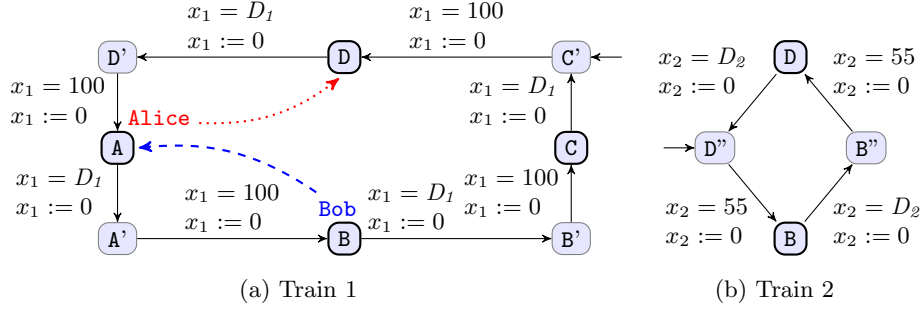 x₁ = D₁
x₁ := 0
x₁ = 100
x₁ := 0
D'
D
C'
x₁ = 100
x₁ := 0
Alice
x₁ = D₁
x₁ := 0
A
C
x₁ = D₁
x₁ := 0
x₁ = 100
x₁ := 0
Bob
x₁ = D₁
x₁ := 0
x₁ = 100
x₁ := 0
A'
B
B'
(a) Train 1
x₂ = D₂
x₂ := 0
D
x₂ = 55
x₂ := 0
D"
B"
x₂ = 55
x₂ := 0
B
x₂ = D₂
x₂ := 0
(b) Train 2